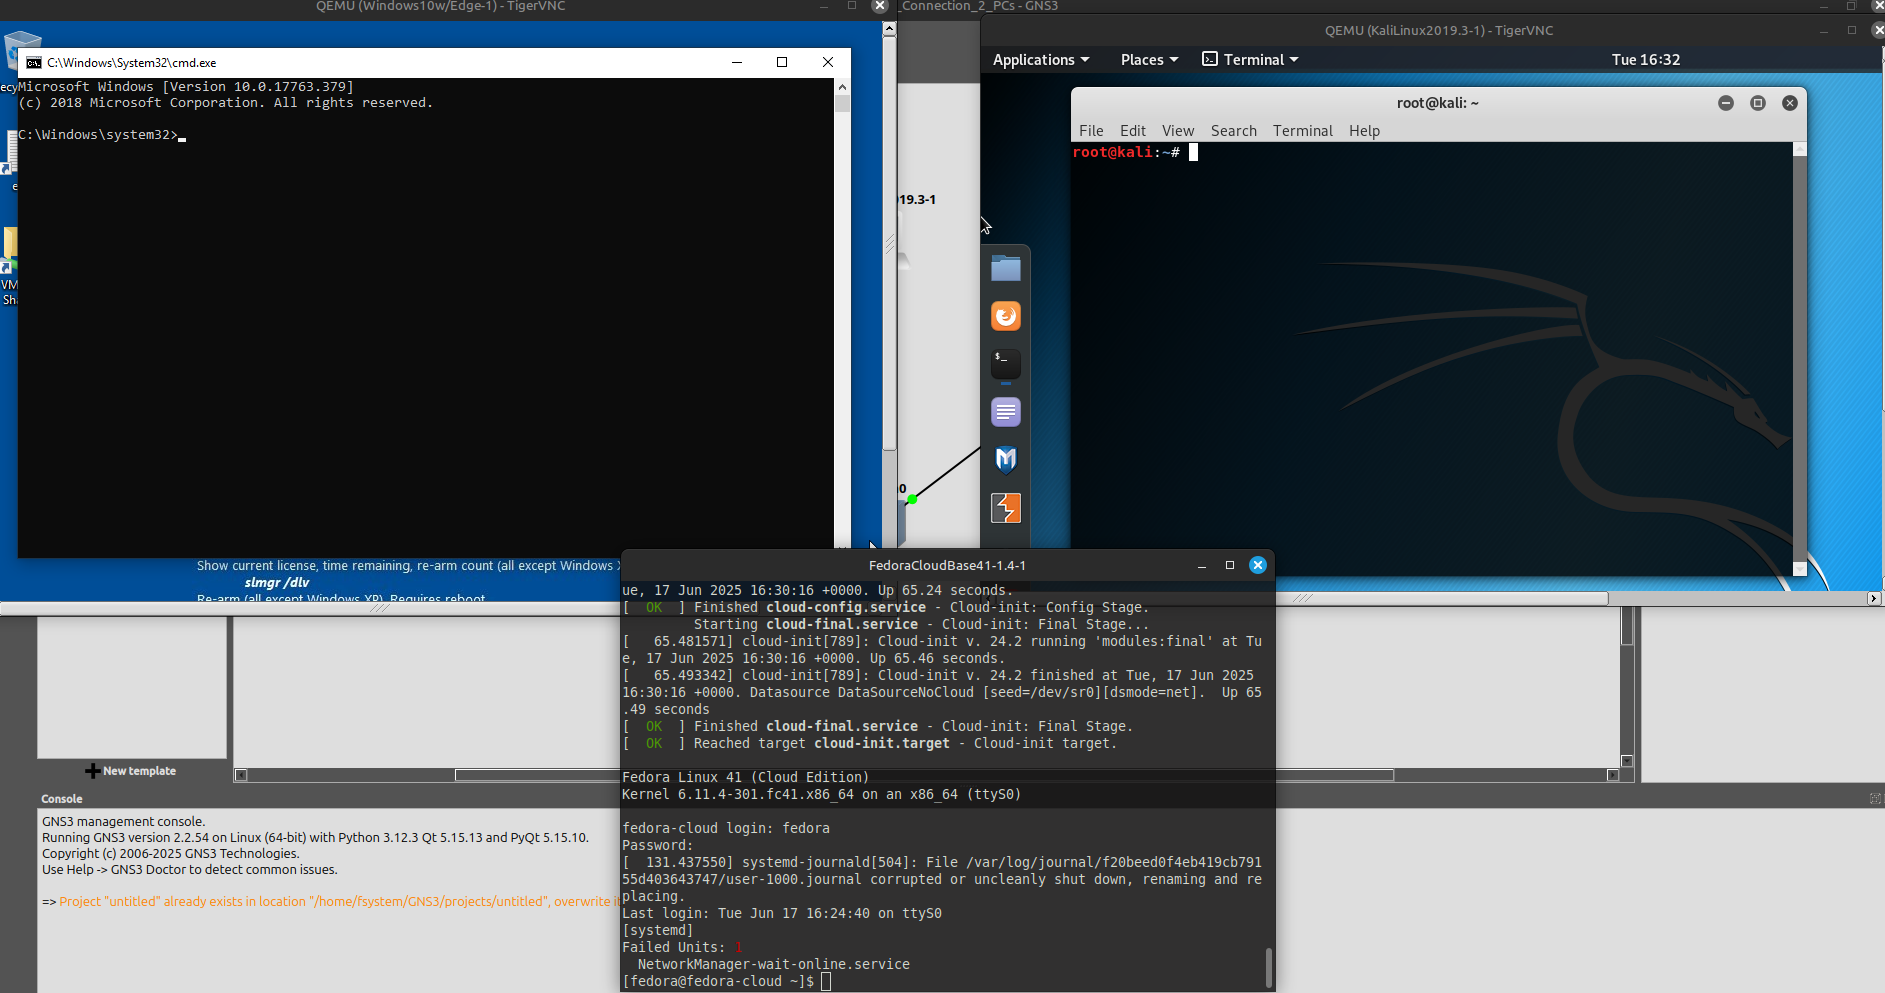 QEMU (Windows10w/Edge-1) - TigerVNC
_Connection_2_PCs - GNS3
QEMU (KaliLinux2019.3-1) - TigerVNC
C:\Windows\System32\cmd.exe
Microsoft Windows [Version 10.0.17763.379]
(c) 2018 Microsoft Corporation. All rights reserved.
C:\Windows\system32>
Applications
Places
Terminal
Tue 16:32
root@kali: ~
File Edit View Search Terminal Help
root@kali:~#
019.3-1
Show current license, time remaining, re-arm count (all except Windows X
slmgr /dlv
Re-arm (all except Windows XP). Requires reboot
FedoraCloudBase41-1.4-1
ue, 17 Jun 2025 16:30:16 +0000. Up 65.24 seconds.
[  OK  ] Finished cloud-config.service - Cloud-init: Config Stage.
Starting cloud-final.service - Cloud-init: Final Stage...
[   65.481571] cloud-init[789]: Cloud-init v. 24.2 running 'modules:final' at Tu
e, 17 Jun 2025 16:30:16 +0000. Up 65.46 seconds.
[   65.493342] cloud-init[789]: Cloud-init v. 24.2 finished at Tue, 17 Jun 2025
16:30:16 +0000. Datasource DataSourceNoCloud [seed=/dev/sr0][dsmode=net].  Up 65
.49 seconds
[  OK  ] Finished cloud-final.service - Cloud-init: Final Stage.
[  OK  ] Reached target cloud-init.target - Cloud-init target.
Fedora Linux 41 (Cloud Edition)
Kernel 6.11.4-301.fc41.x86_64 on an x86_64 (ttyS0)
fedora-cloud login: fedora
Password:
[  131.437550] systemd-journald[504]: File /var/log/journal/f20beed0f4eb419cb791
55d403643747/user-1000.journal corrupted or uncleanly shut down, renaming and re
placing.
Last login: Tue Jun 17 16:24:40 on ttyS0
[systemd]
Failed Units: 1
NetworkManager-wait-online.service
[fedora@fedora-cloud ~]$
New template
Console
GNS3 management console.
Running GNS3 version 2.2.54 on Linux (64-bit) with Python 3.12.3 Qt 5.15.13 and PyQt 5.15.10.
Copyright (c) 2006-2025 GNS3 Technologies.
Use Help -> GNS3 Doctor to detect common issues.
=> Project "untitled" already exists in location "/home/fsystem/GNS3/projects/untitled", overwrite it